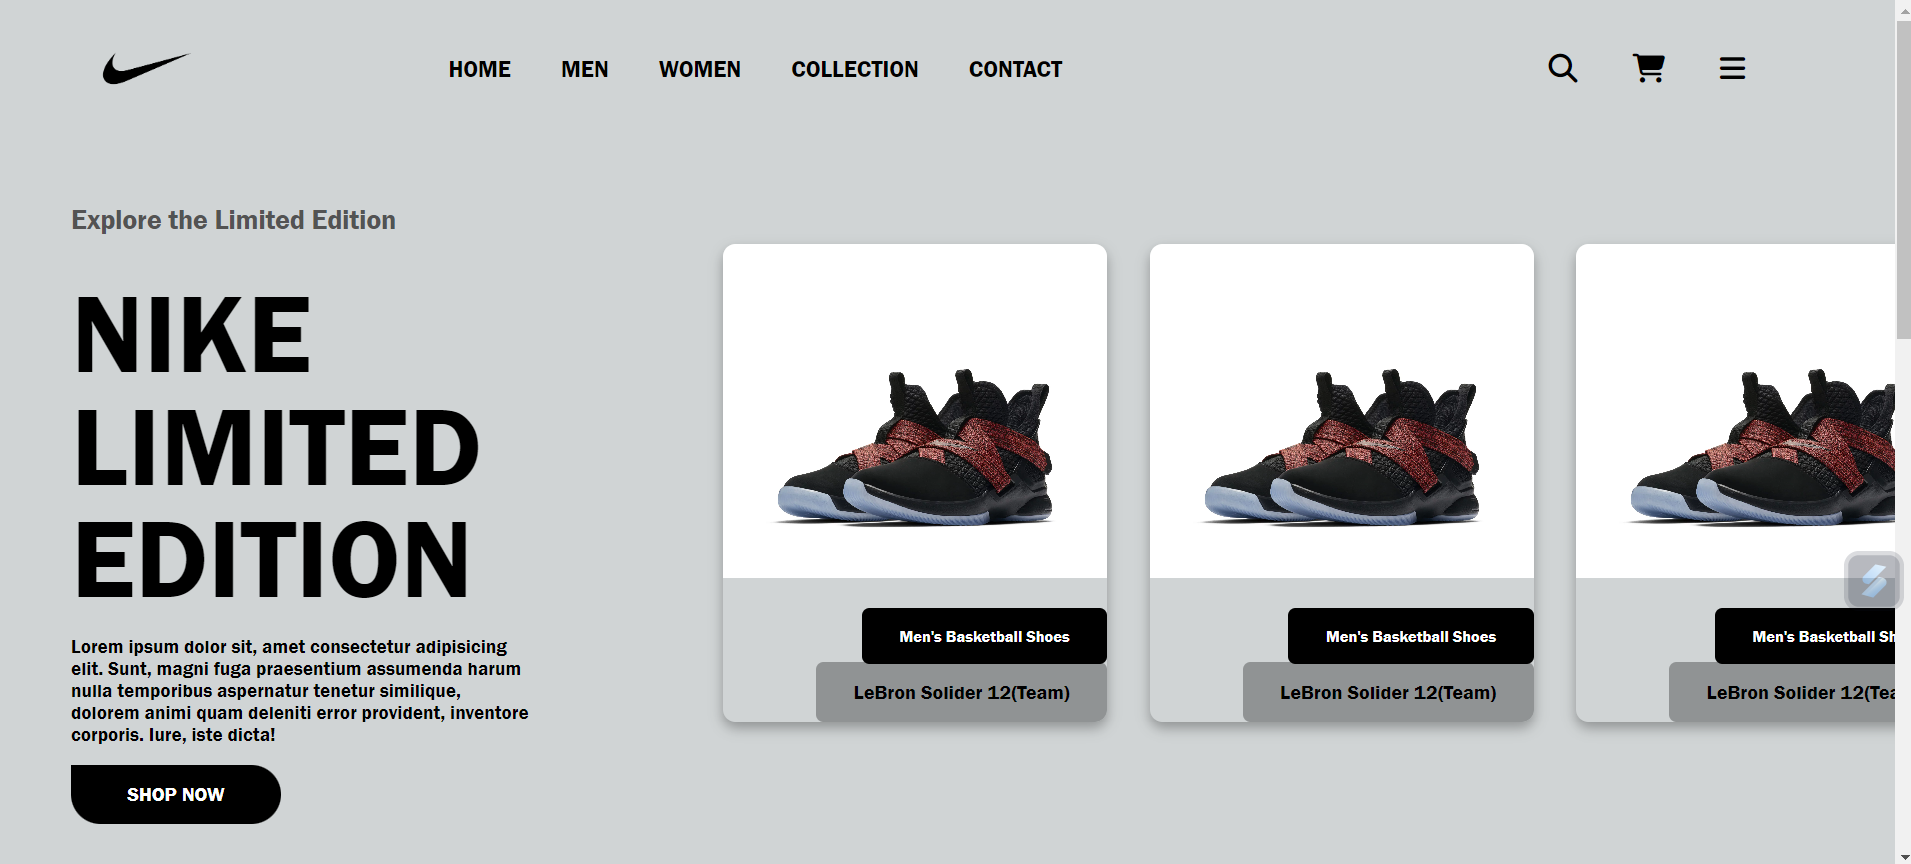 HOME MEN WOMEN COLLECTION CONTACT
Explore the Limited Edition
NIKE
LIMITED
EDITION
Lorem ipsum dolor sit, amet consectetur adipisicing
elit. Sunt, magni fuga praesentium assumenda harum
nulla temporibus aspernatur tenetur similique,
dolorem animi quam deleniti error provident, inventore
corporis. Iure, iste dicta!
SHOP NOW
Men's Basketball Shoes
LeBron Solider 12(Team)
Men's Basketball Shoes
LeBron Solider 12(Team)
Men's Basketball Sh
LeBron Solider 12(Tea